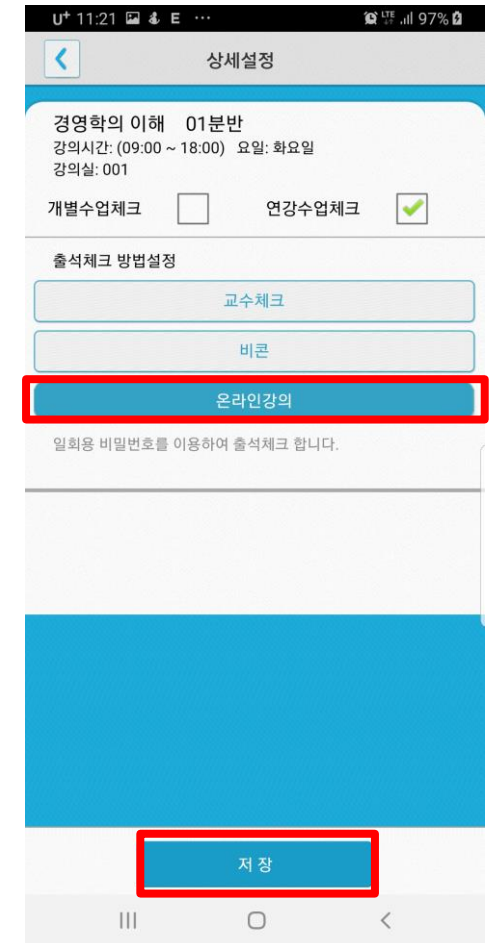 U+ 11:21 E ··· LTE 97%
상세설정
경영학의 이해 01분반
강의시간: (09:00 ~ 18:00) 요일: 화요일
강의실: 001
개별수업체크 연강수업체크
출석체크 방법설정
교수체크
비콘
온라인강의
일회용 비밀번호를 이용하여 출석체크 합니다.
저 장